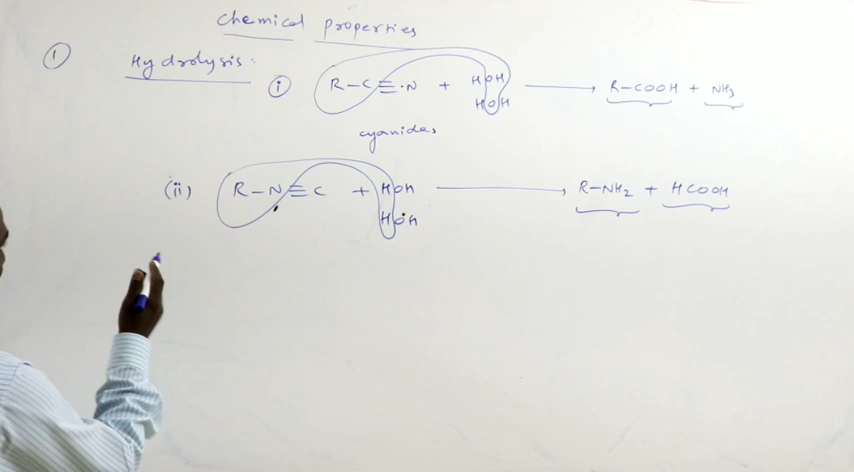 Chemical properties
① Hydrolysis:
(i) R-C≡N + HOH HOH ⟶ R-COOH + NH₃
cyanides
(ii) R-N≡C + HOH HOH ⟶ R-NH₂ + HCOOH